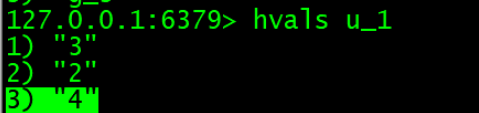 127.0.0.1:6379> hvals u_1
1) "3"
2) "2"
3) "4"